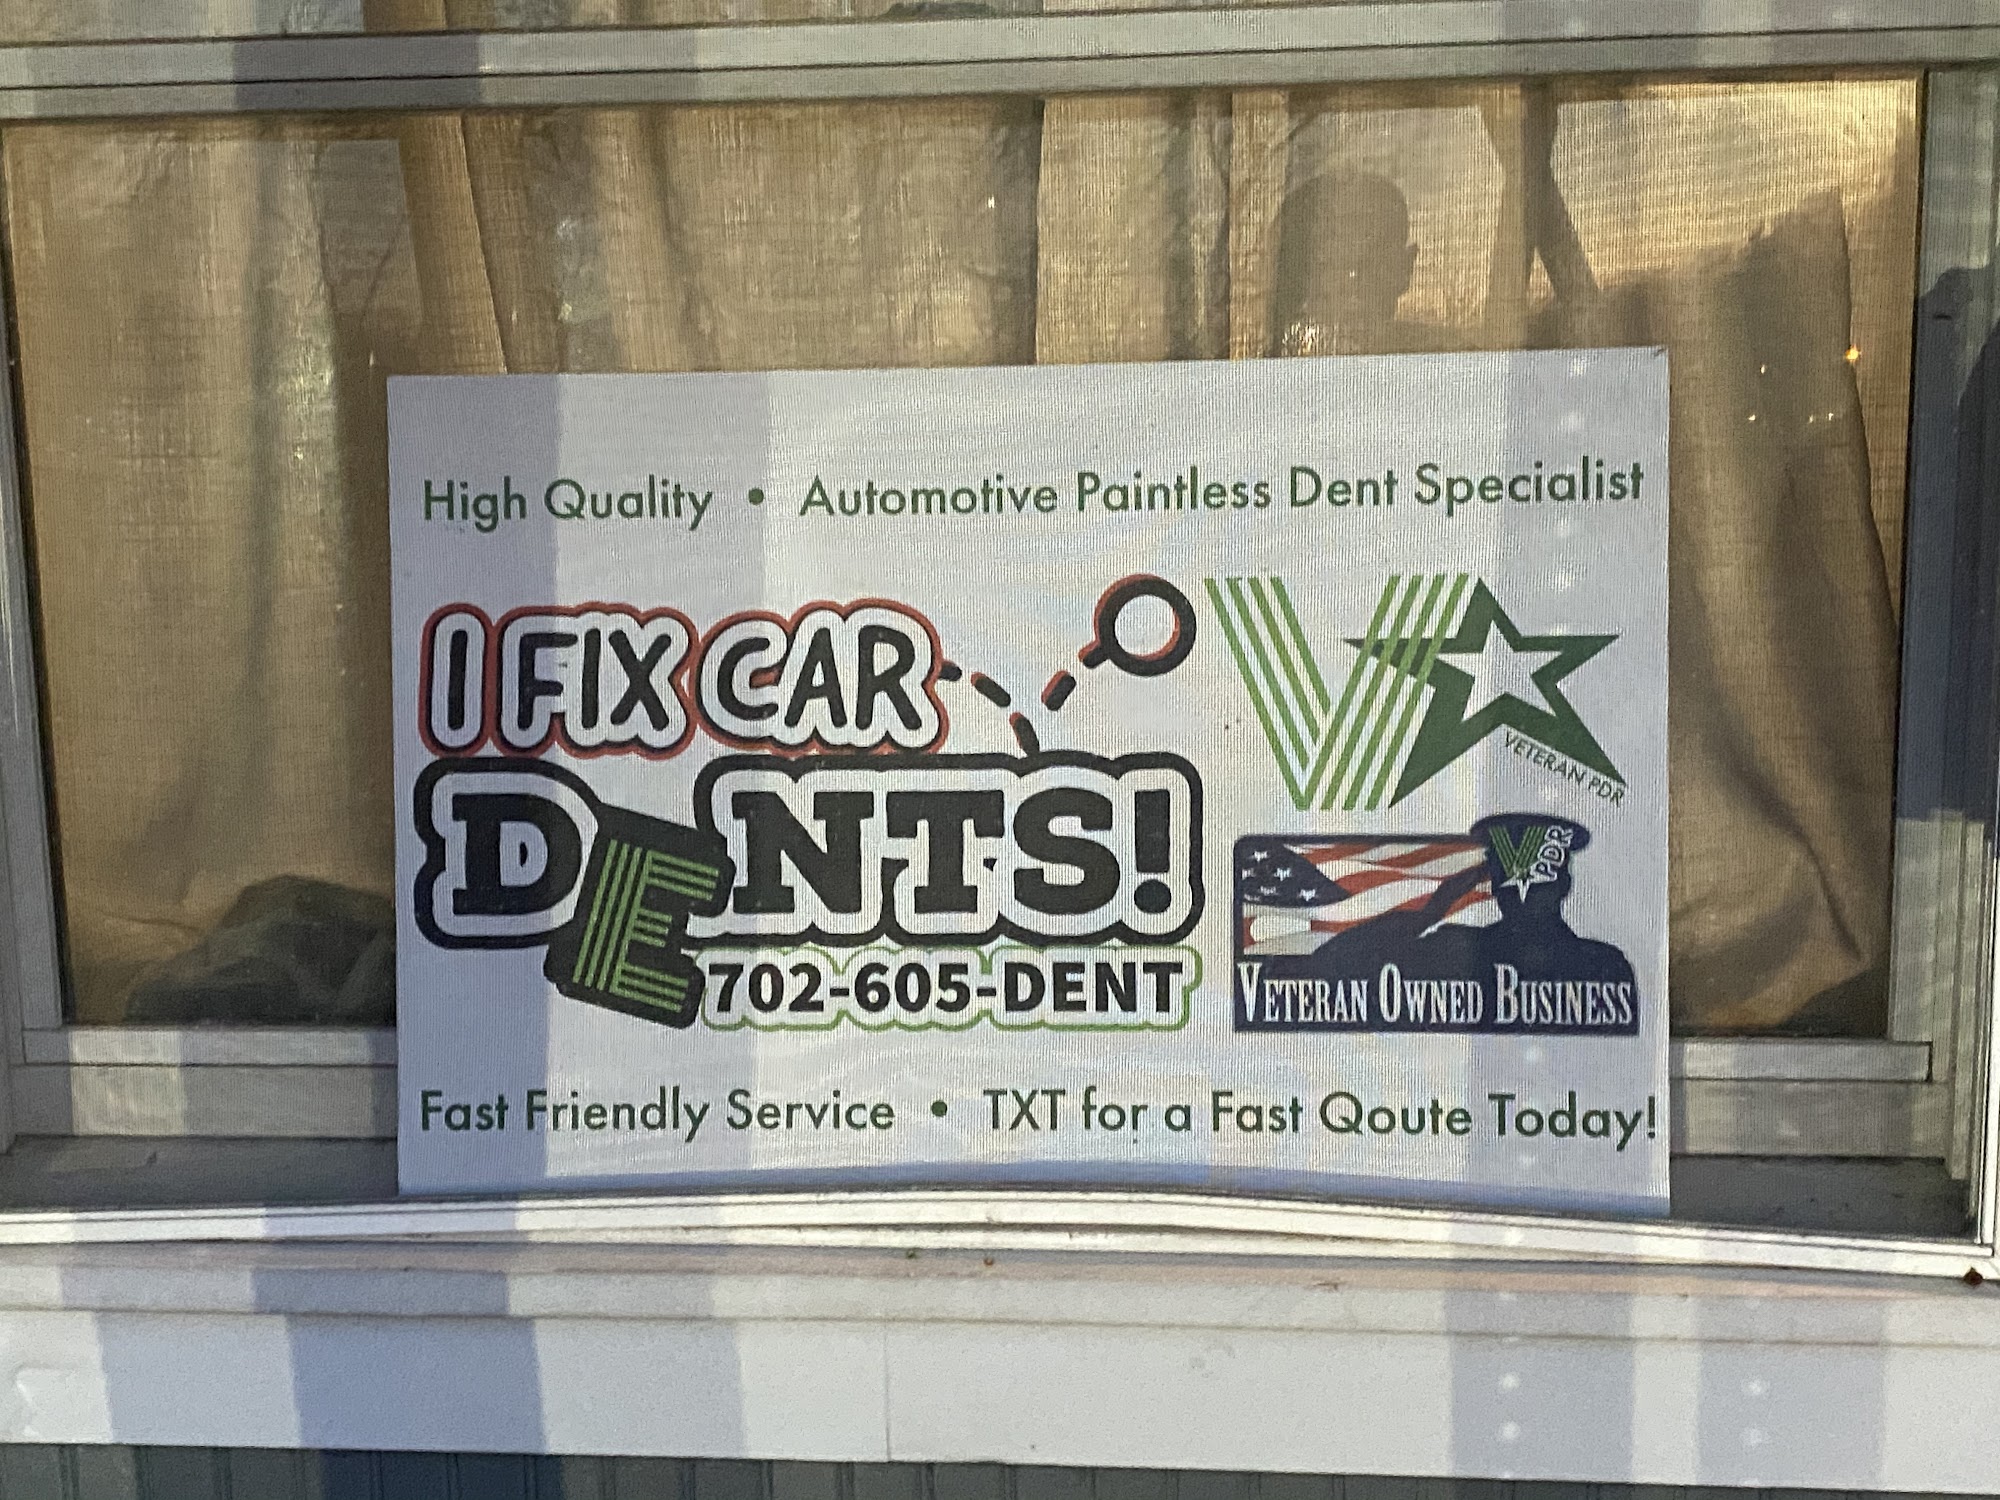 High Quality • Automotive Paintless Dent Specialist
I FIX CAR
DENTS!
702-605-DENT
V
VETERAN PDR
V PDR
VETERAN OWNED BUSINESS
Fast Friendly Service • TXT for a Fast Qoute Today!